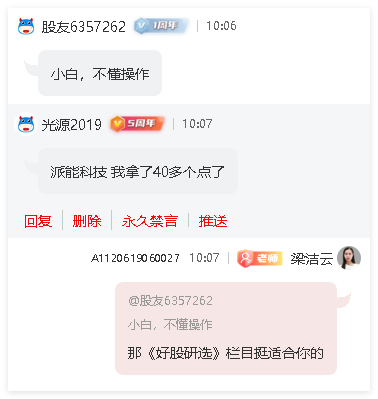 股友6357262 1周年 10:06
小白，不懂操作
光源2019 5周年 10:07
派能科技 我拿了40多个点了
回复 删除 永久禁言 推送
A1120619060027 10:07 老师 梁洁云
@股友6357262
小白，不懂操作
那《好股研选》栏目挺适合你的